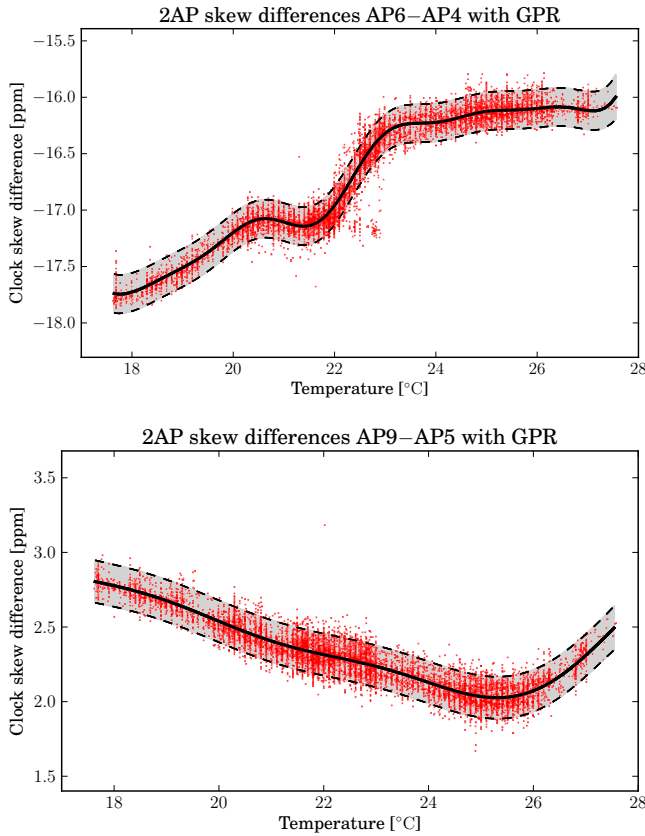 2AP skew differences AP6−AP4 with GPR
−15.5
−16.0
−16.5
−17.0
−17.5
−18.0
Clock skew difference [ppm]
18 20 22 24 26 28
Temperature [°C]
2AP skew differences AP9−AP5 with GPR
3.5
3.0
2.5
2.0
1.5
Clock skew difference [ppm]
18 20 22 24 26 28
Temperature [°C]